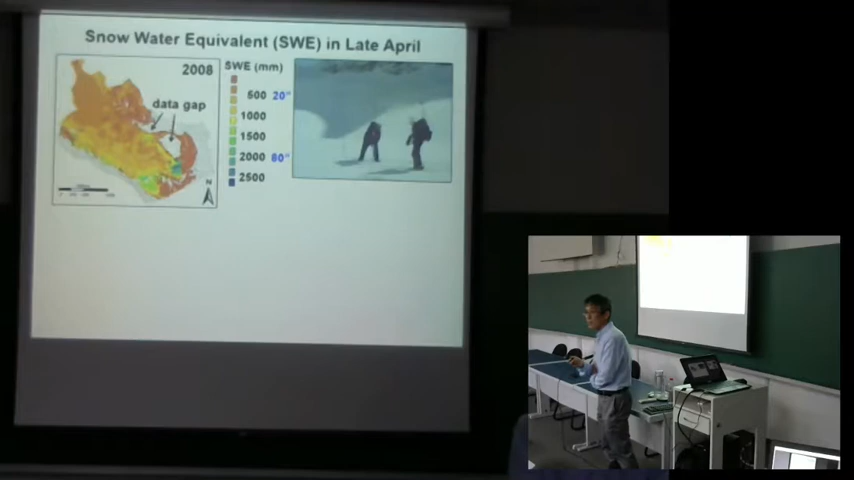 Snow Water Equivalent (SWE) in Late April
2008
data gap
N
SWE (mm)
500 20"
1000
1500
2000 80"
2500